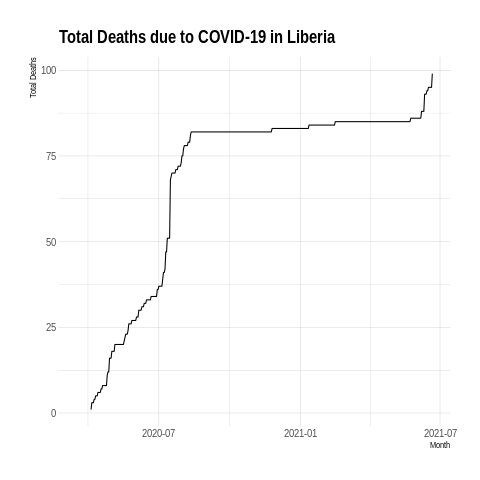 Total Deaths due to COVID-19 in Liberia
Total Deaths
100
75
50
25
0
2020-07
2021-01
2021-07
Month